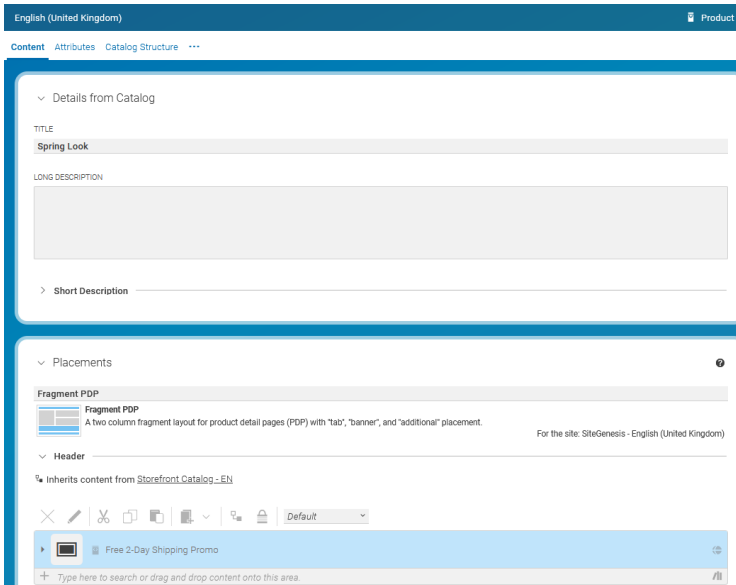 English (United Kingdom)
Product
Content Attributes Catalog Structure ···
Details from Catalog
TITLE
Spring Look
LONG DESCRIPTION
Short Description
Placements
Fragment PDP
Fragment PDP
A two column fragment layout for product detail pages (PDP) with "tab", "banner", and "additional" placement.
For the site: SiteGenesis - English (United Kingdom)
Header
Inherits content from Storefront Catalog - EN
Default
Free 2-Day Shipping Promo
Type here to search or drag and drop content onto this area.